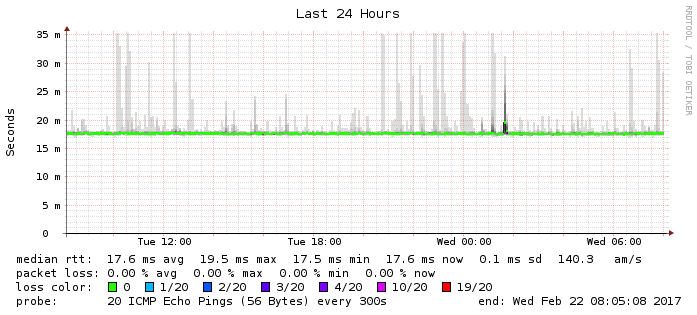 Last 24 Hours
RRDTOOL / TOBI OETIKER
Seconds
35 m
30 m
25 m
20 m
15 m
10 m
5 m
0
Tue 12:00 Tue 18:00 Wed 00:00 Wed 06:00
median rtt: 17.6 ms avg 19.5 ms max 17.5 ms min 17.6 ms now 0.1 ms sd 140.3 am/s
packet loss: 0.00 % avg 0.00 % max 0.00 % min 0.00 % now
loss color: 0 1/20 2/20 3/20 4/20 10/20 19/20
probe: 20 ICMP Echo Pings (56 Bytes) every 300s end: Wed Feb 22 08:05:08 2017